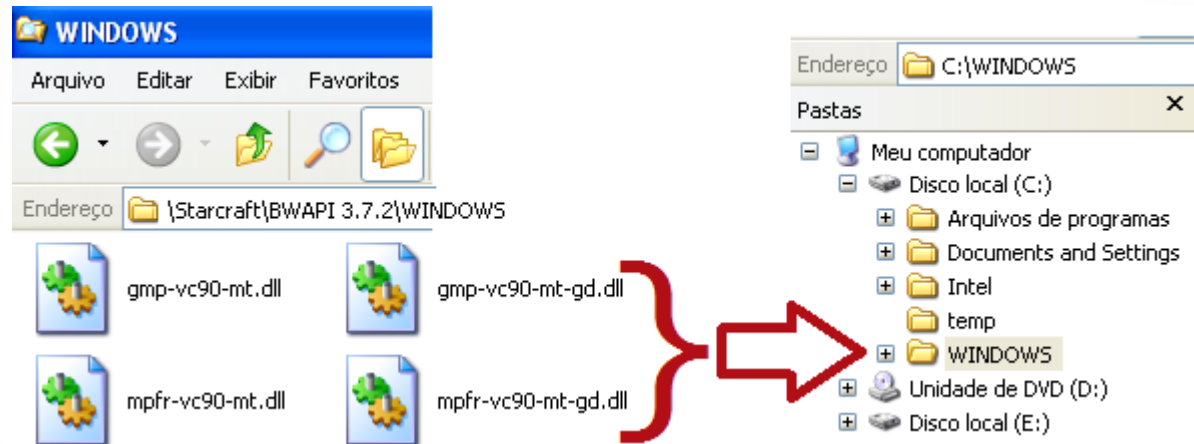 WINDOWS
Arquivo Editar Exibir Favoritos
Endereço \Starcraft\BWAPI 3.7.2\WINDOWS
gmp-vc90-mt.dll gmp-vc90-mt-gd.dll
mpfr-vc90-mt.dll mpfr-vc90-mt-gd.dll
Endereço C:\WINDOWS
Pastas
Meu computador
Disco local (C:)
Arquivos de programas
Documents and Settings
Intel
temp
WINDOWS
Unidade de DVD (D:)
Disco local (E:)